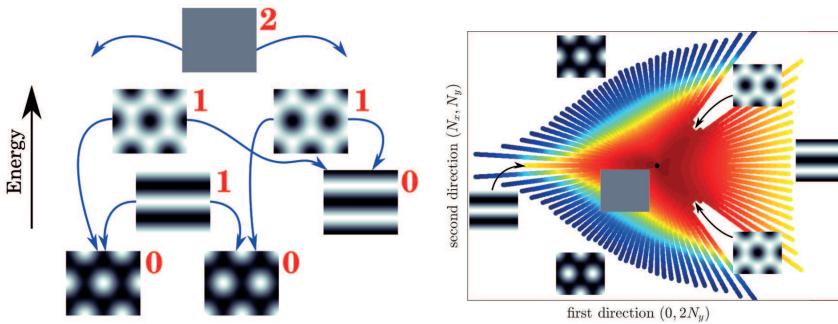 2
1
1
Energy
1
0
0
0
second direction (N_x, N_y)
first direction (0, 2N_y)